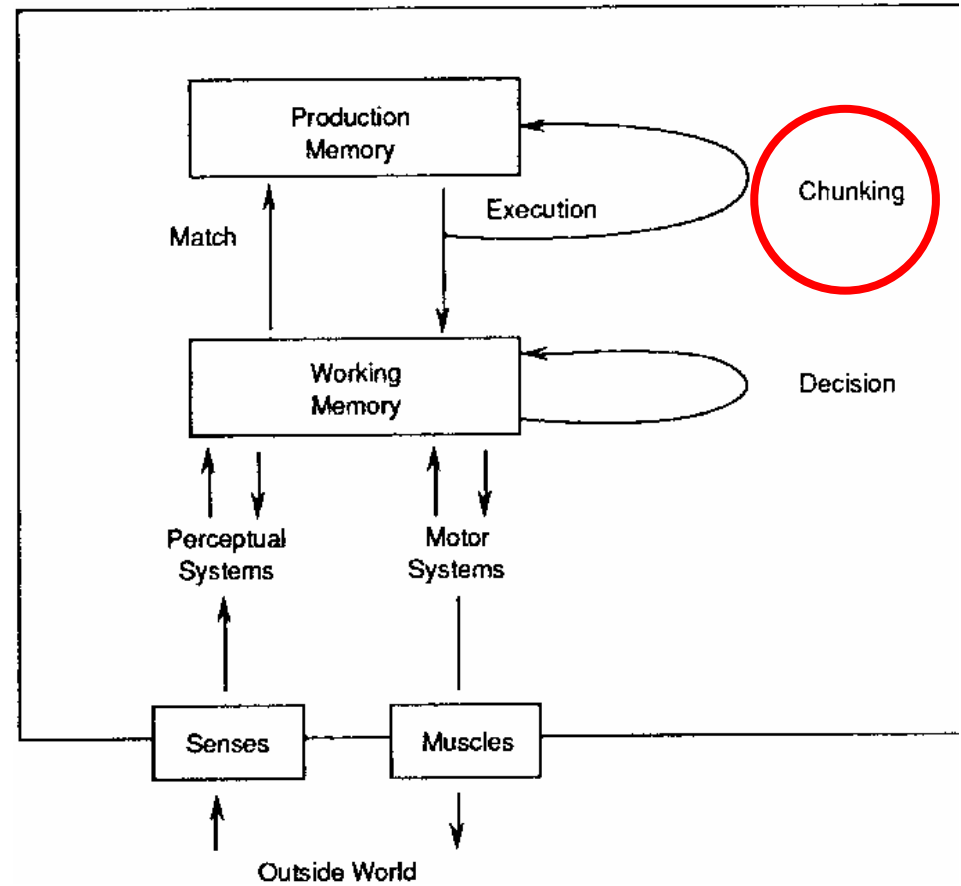 Production
Memory
Chunking
Execution
Match
Working
Memory
Decision
Perceptual
Systems
Motor
Systems
Senses
Muscles
Outside World